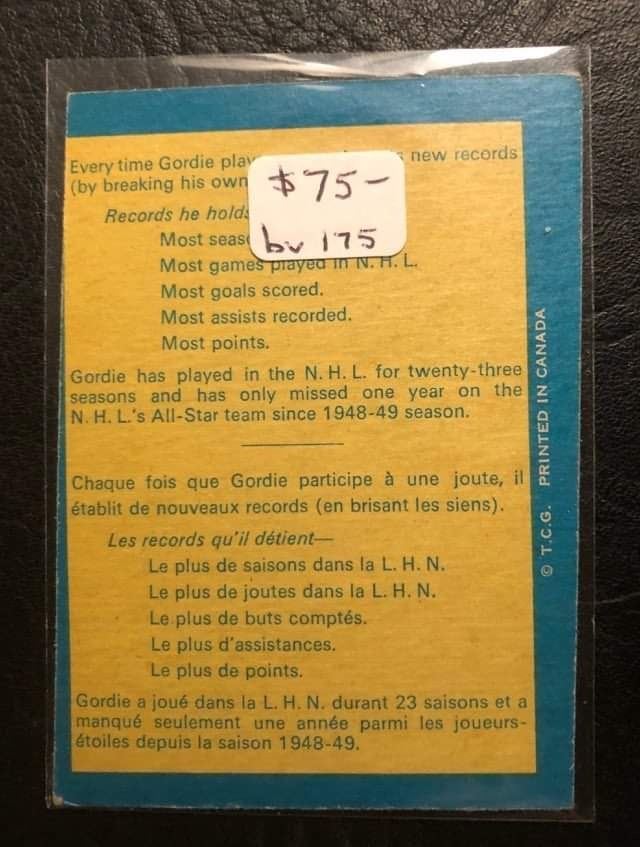 Every time Gordie new records
(by breaking his own
Records he holds
Most
Most games played in N. H. L.
Most goals scored.
Most assists recorded.
Most points.
Gordie has played in the N. H. L. for twenty-three
seasons and has only missed one year on the
N. H. L.'s All-Star team since 1948-49 season.
Chaque fois que Gordie participe à une joute, il
établit de nouveaux records (en brisant les siens).
Les records qu'il détient—
Le plus de saisons dans la L. H. N.
Le plus de joutes dans la L. H. N.
Le plus de buts comptés.
Le plus d'assistances.
Le plus de points.
Gordie a joué dans la L. H. N. durant 23 saisons et a
manqué seulement une année parmi les joueurs-
étoiles depuis la saison 1948-49.
$75-
bv 175
© T.C.G. PRINTED IN CANADA